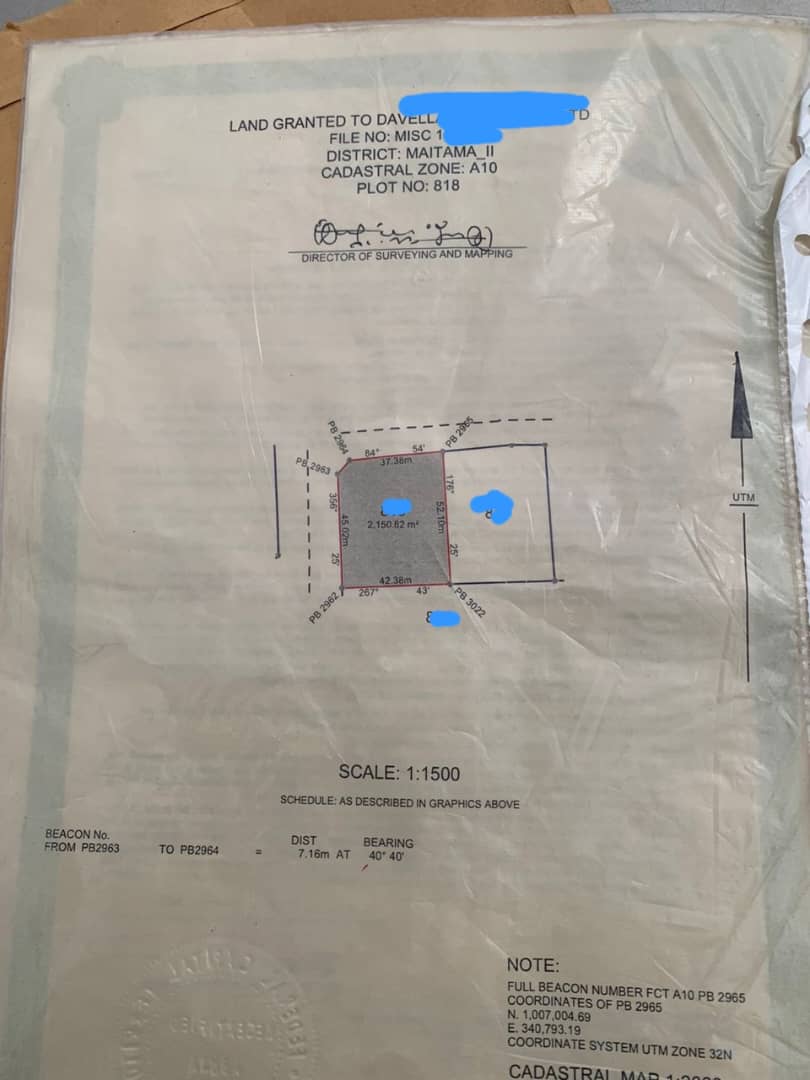 LAND GRANTED TO DAVELL TD
FILE NO: MISC 1
DISTRICT: MAITAMA_II
CADASTRAL ZONE: A10
PLOT NO: 818
DIRECTOR OF SURVEYING AND MAPPING
PB 2964
PB 2965
84° 54'
37.38m
PB 2963
356° 45.02m 25'
176° 52.10m 25'
2,150.82 m²
UTM
42.38m
267° 43'
PB 2962
PB 3022
SCALE: 1:1500
SCHEDULE: AS DESCRIBED IN GRAPHICS ABOVE
BEACON No. DIST BEARING
FROM PB2963 TO PB2964 = 7.16m AT 40° 40'
NOTE:
FULL BEACON NUMBER FCT A10 PB 2965
COORDINATES OF PB 2965
N. 1,007,004.69
E. 340,793.19
COORDINATE SYSTEM UTM ZONE 32N
CADASTRAL MAP